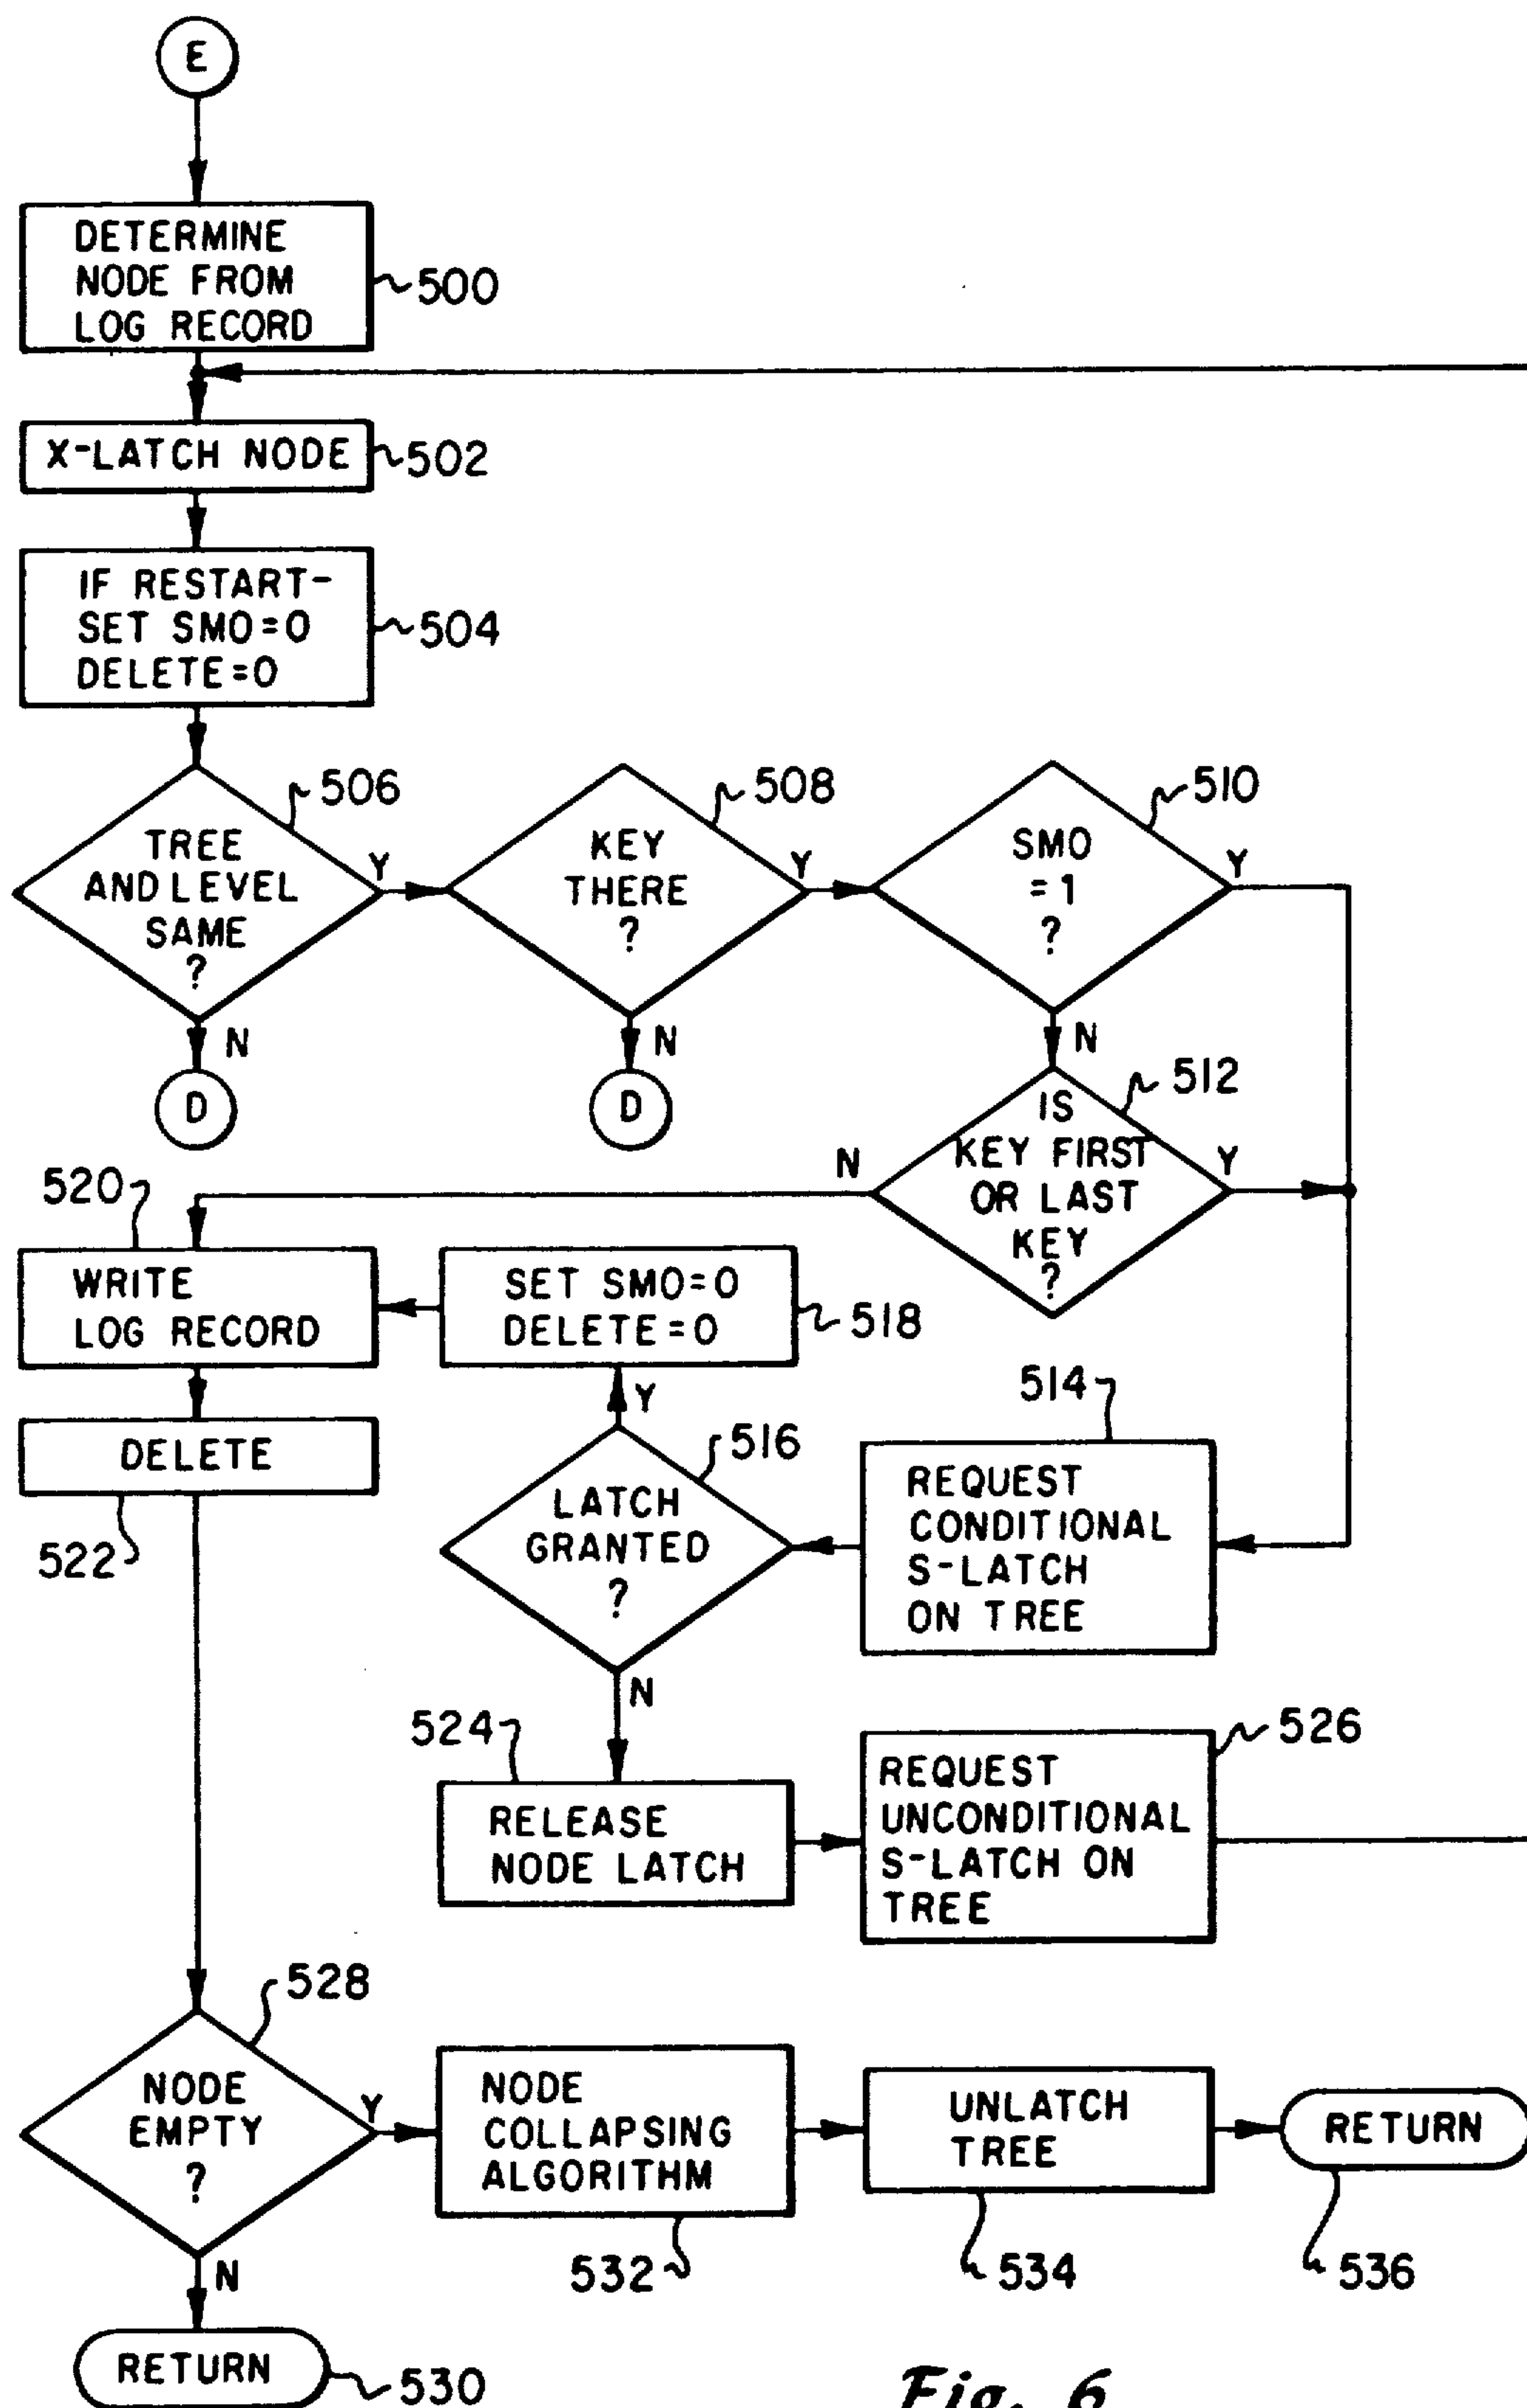 E
DETERMINE
NODE FROM
LOG RECORD
500
X-LATCH NODE
502
IF RESTART-
SET SMO=0
DELETE=0
504
506
TREE
AND LEVEL
SAME
?
Y
N
D
508
KEY
THERE
?
Y
N
D
510
SMO
=1
?
Y
N
512
IS
KEY FIRST
OR LAST
KEY
?
N
Y
520
WRITE
LOG RECORD
SET SMO=0
DELETE=0
518
DELETE
522
Y
516
LATCH
GRANTED
?
N
514
REQUEST
CONDITIONAL
S-LATCH
ON TREE
524
RELEASE
NODE LATCH
526
REQUEST
UNCONDITIONAL
S-LATCH ON
TREE
528
NODE
EMPTY
?
Y
N
NODE
COLLAPSING
ALGORITHM
532
UNLATCH
TREE
534
RETURN
536
RETURN
530
Fig. 6